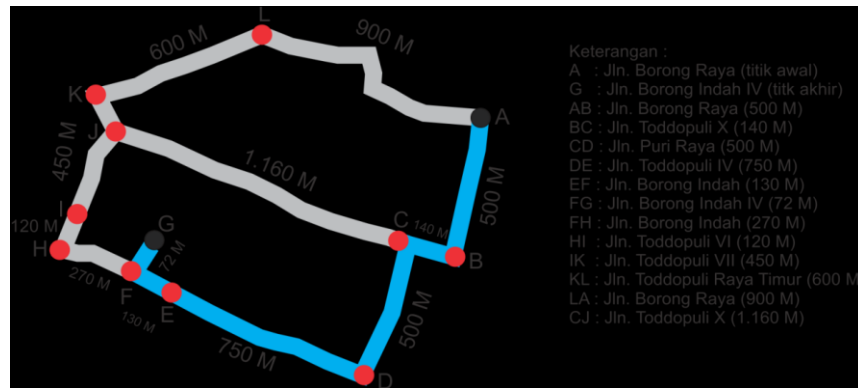 L
900 M
600 M
K
A
J
450 M
1.160 M
500 M
I
G
C
140 M
120 M
H
72 M
B
270 M
F
E
130 M
500 M
750 M
D
Keterangan :
A : Jln. Borong Raya (titik awal)
G : Jln. Borong Indah IV (titk akhir)
AB : Jln. Borong Raya (500 M)
BC : Jln. Toddopuli X (140 M)
CD : Jln. Puri Raya (500 M)
DE : Jln. Toddopuli IV (750 M)
EF : Jln. Borong Indah (130 M)
FG : Jln. Borong Indah IV (72 M)
FH : Jln. Borong Indah (270 M)
HI : Jln. Toddopuli VI (120 M)
IK : Jln. Toddopuli VII (450 M)
KL : Jln. Toddopuli Raya Timur (600 M
LA : Jln. Borong Raya (900 M)
CJ : Jln. Toddopuli X (1.160 M)